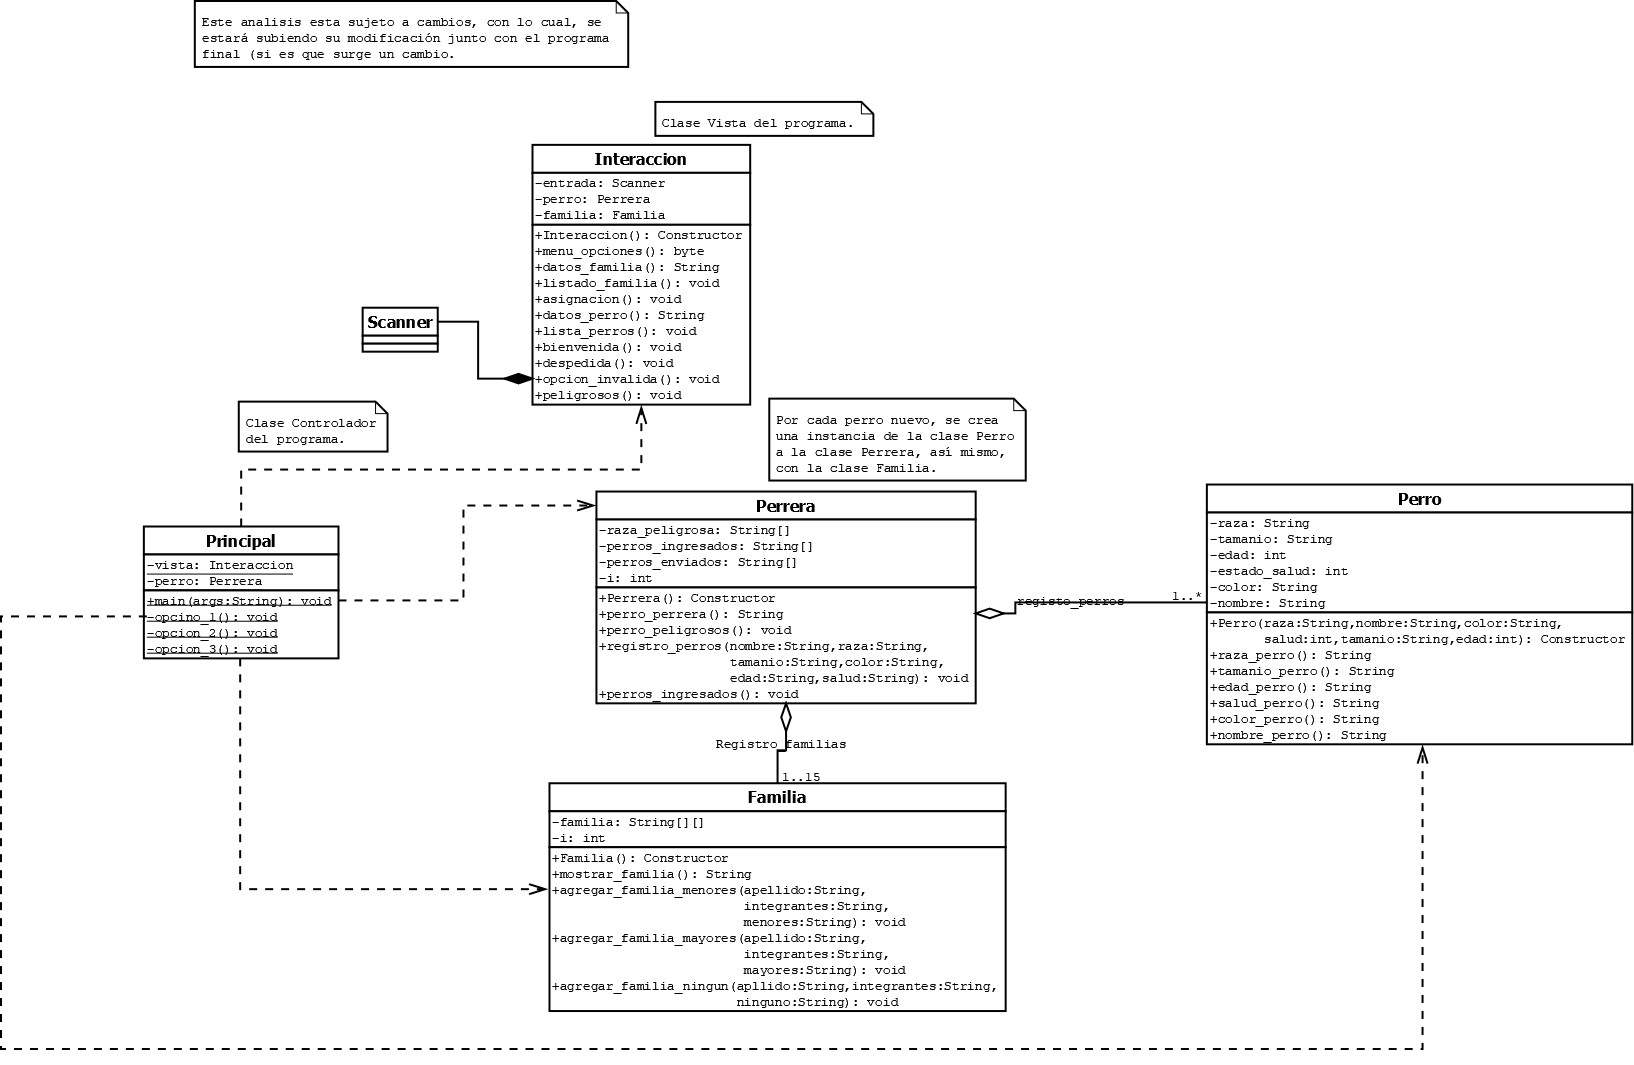 Este analisis esta sujeto a cambios, con lo cual, se
estará subiendo su modificación junto con el programa
final (si es que surge un cambio.
Clase Vista del programa.
Interaccion
-entrada: Scanner
-perro: Perrera
-familia: Familia
+Interaccion(): Constructor
+menu_opciones(): byte
+datos_familia(): String
+listado_familia(): void
+asignacion(): void
+datos_perro(): String
+lista_perros(): void
+bienvenida(): void
+despedida(): void
+opcion_invalida(): void
+peligrosos(): void
Scanner
Clase Controlador
del programa.
Por cada perro nuevo, se crea
una instancia de la clase Perro
a la clase Perrera, así mismo,
con la clase Familia.
Principal
-vista: Interaccion
-perro: Perrera
+main(args:String): void
-opcino_1(): void
-opcion_2(): void
-opcion_3(): void
Perrera
-raza_peligrosa: String[]
-perros_ingresados: String[]
-perros_enviados: String[]
-i: int
+Perrera(): Constructor
+perro_perrera(): String
+perro_peligrosos(): void
+registro_perros(nombre:String,raza:String,
tamanio:String,color:String,
edad:String,salud:String): void
+perros_ingresados(): void
registo_perros
1..*
Perro
-raza: String
-tamanio: String
-edad: int
-estado_salud: int
-color: String
-nombre: String
+Perro(raza:String,nombre:String,color:String,
salud:int,tamanio:String,edad:int): Constructor
+raza_perro(): String
+tamanio_perro(): String
+edad_perro(): String
+salud_perro(): String
+color_perro(): String
+nombre_perro(): String
Registro_familias
1..15
Familia
-familia: String[][]
-i: int
+Familia(): Constructor
+mostrar_familia(): String
+agregar_familia_menores(apellido:String,
integrantes:String,
menores:String): void
+agregar_familia_mayores(apellido:String,
integrantes:String,
mayores:String): void
+agregar_familia_ningun(apllido:String,integrantes:String,
ninguno:String): void